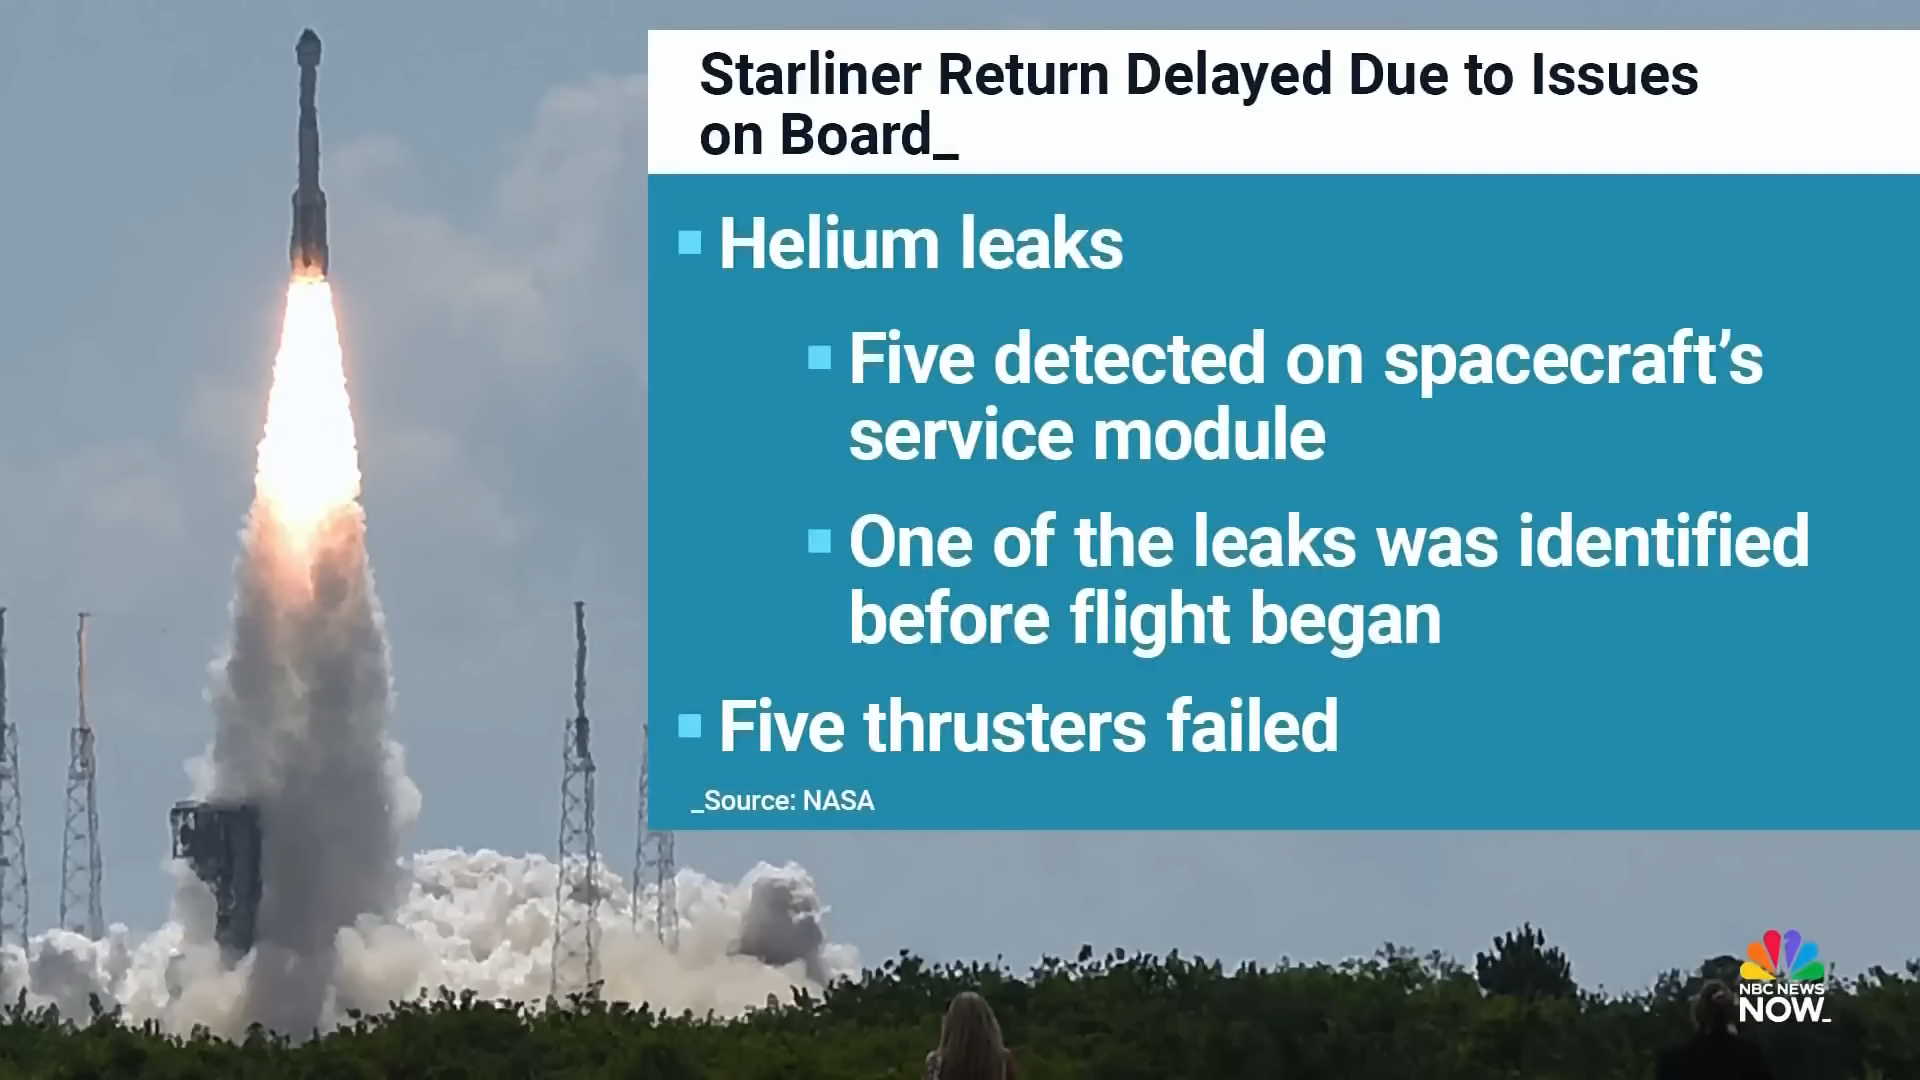 Starliner Return Delayed Due to Issues
on Board_
Helium leaks
Five detected on spacecraft’s
service module
One of the leaks was identified
before flight began
Five thrusters failed
_Source: NASA
NBC NEWS
NOW_